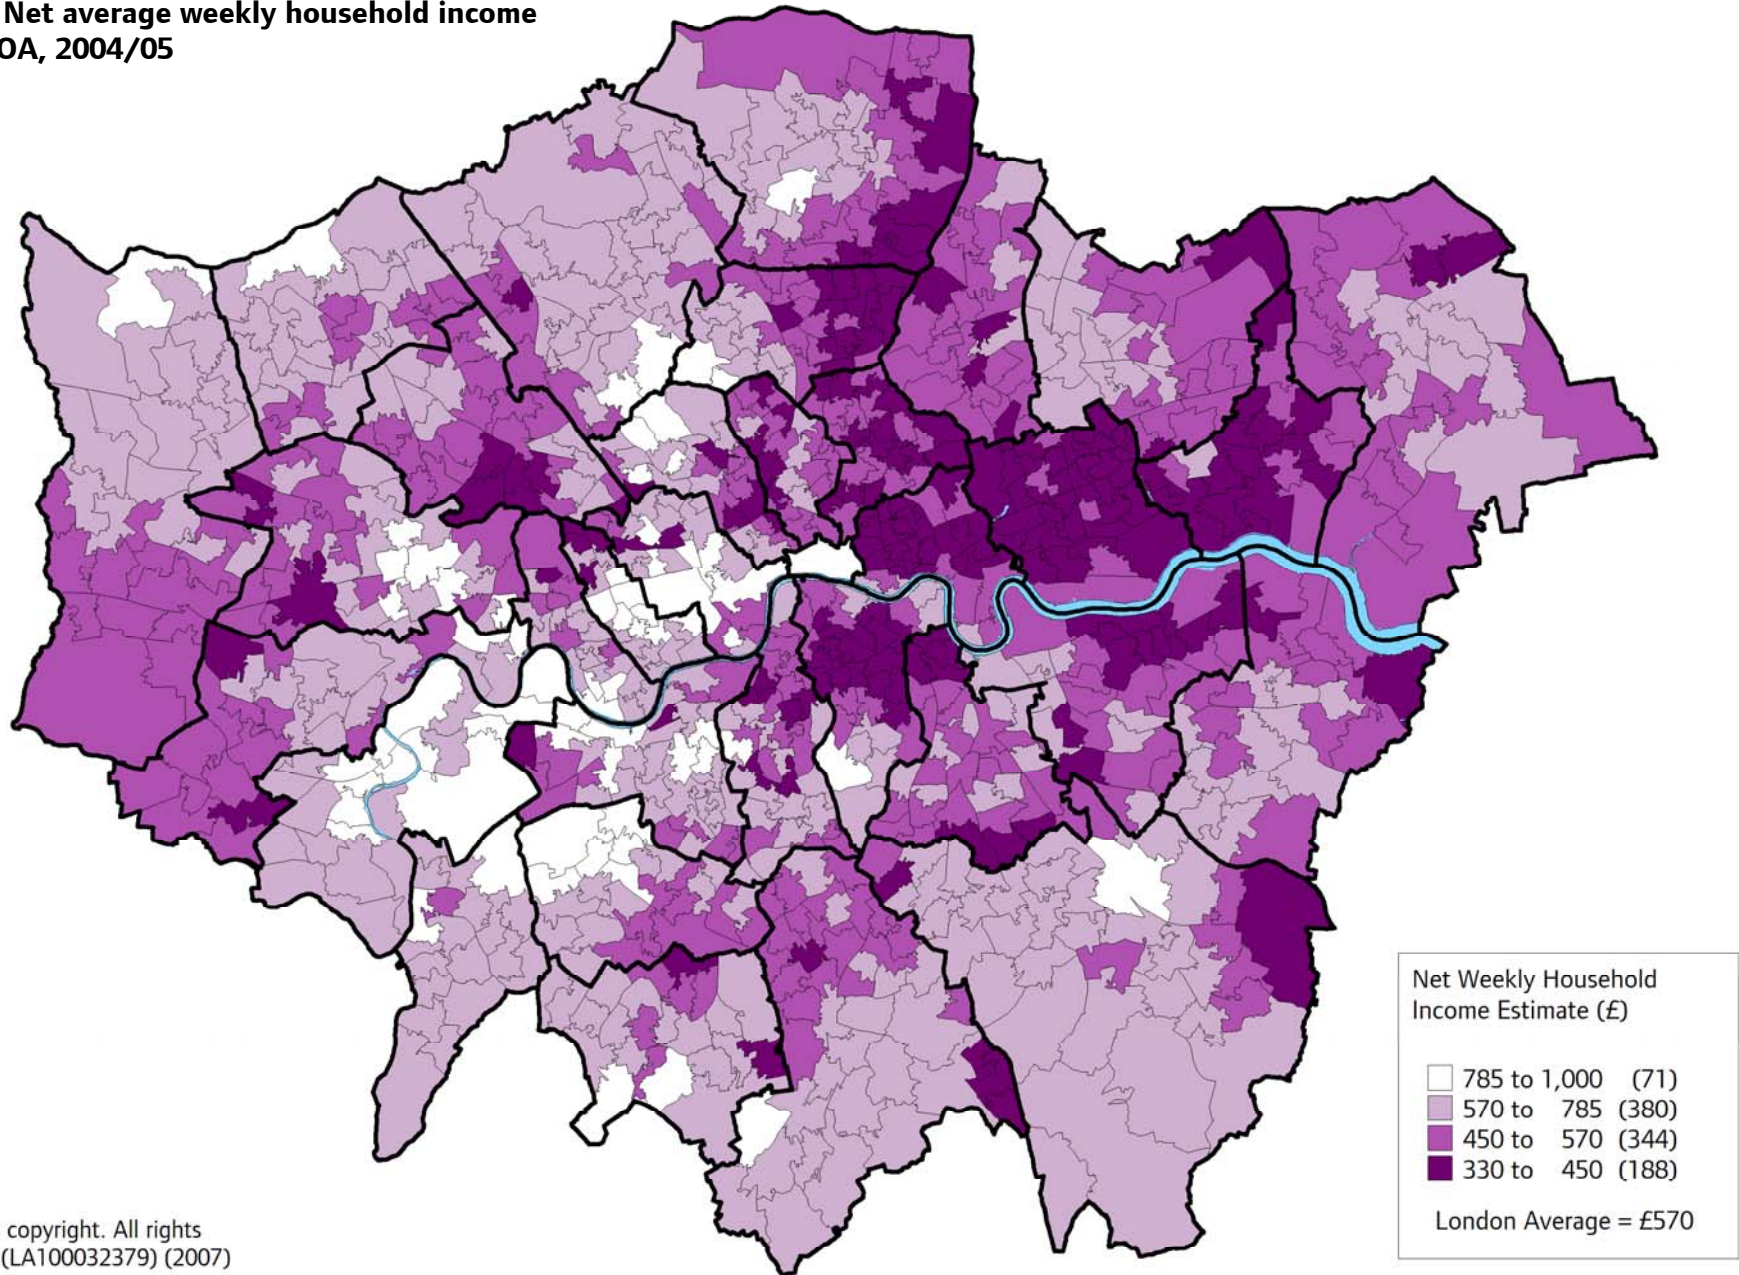 Net average weekly household income
OA, 2004/05
Net Weekly Household
Income Estimate (£)
785 to 1,000 (71)
570 to 785 (380)
450 to 570 (344)
330 to 450 (188)
London Average = £570
copyright. All rights
(LA100032379) (2007)